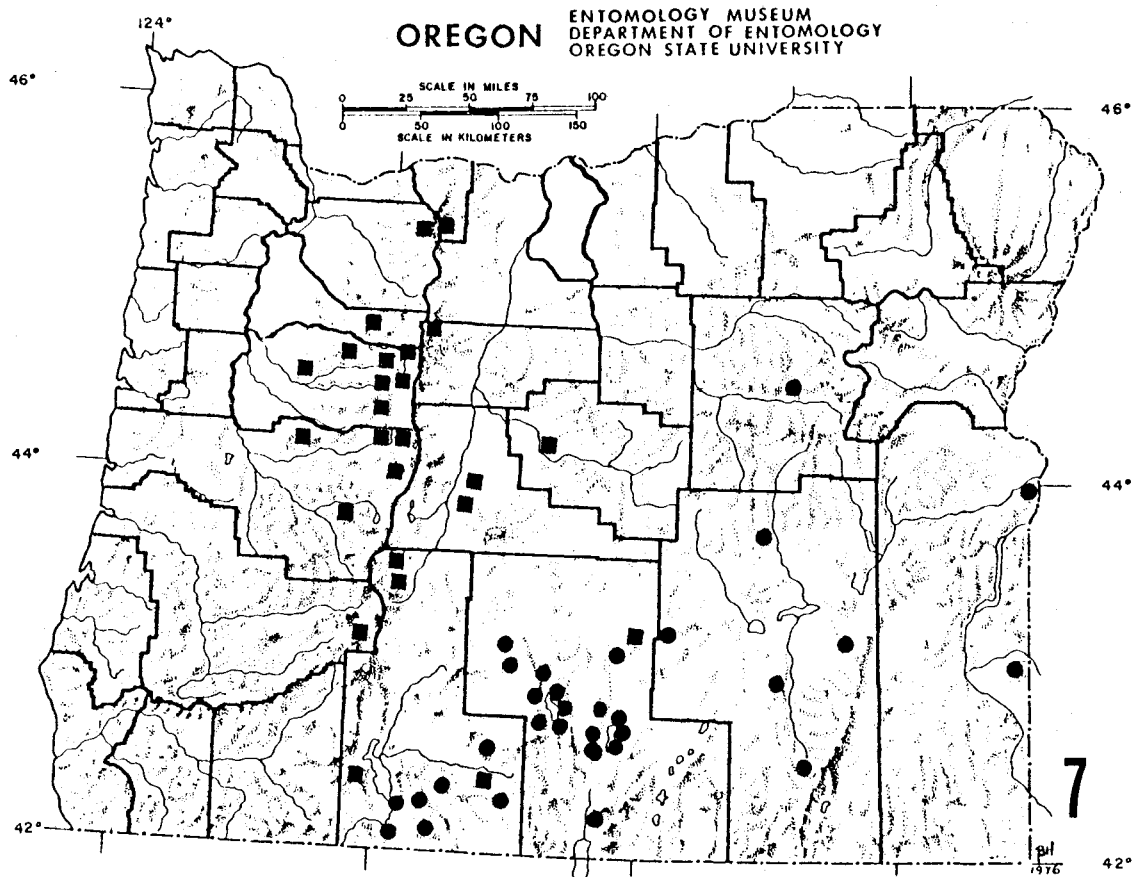 OREGON
ENTOMOLOGY MUSEUM
DEPARTMENT OF ENTOMOLOGY
OREGON STATE UNIVERSITY
124°
46°
SCALE IN MILES
0 25 50 75 100
0 50 100 150
SCALE IN KILOMETERS
46°
44°
44°
7
42°
42°
BH
1976